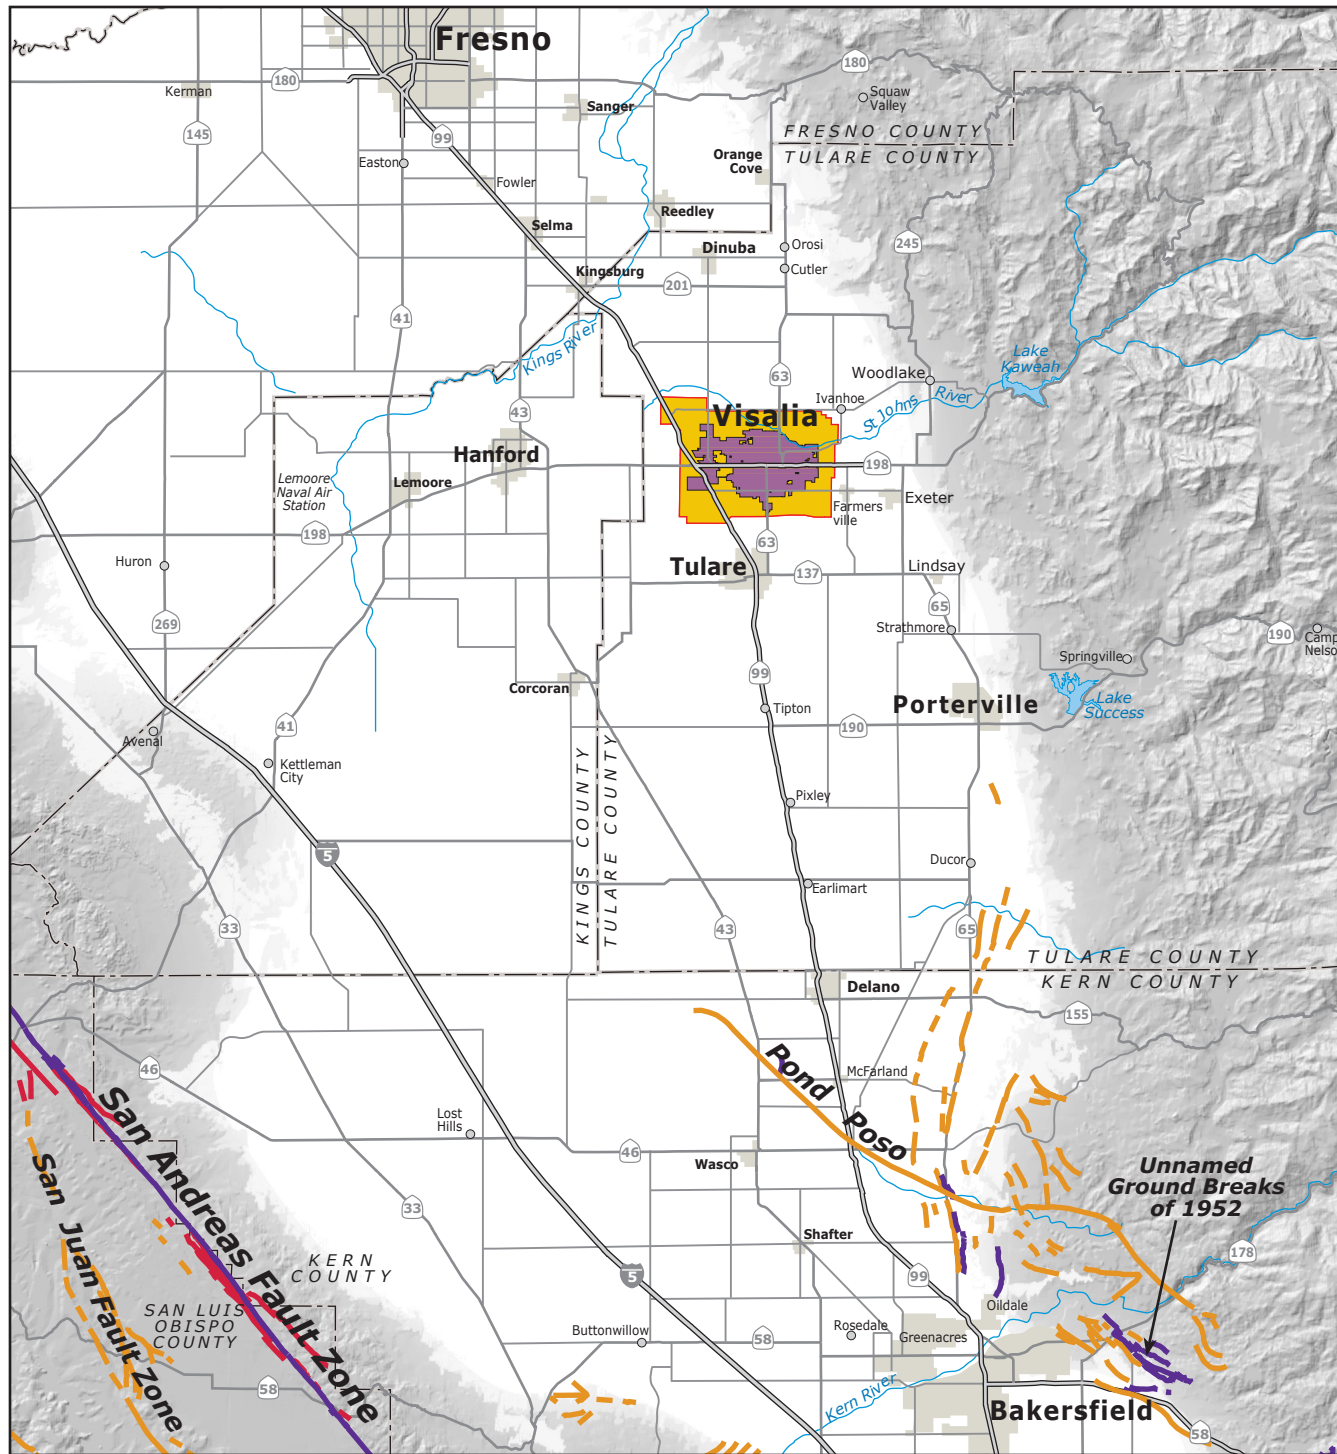 Fresno
180
Squaw
Valley
Kerman
180
Sanger
145
99
FRESNO COUNTY
TULARE COUNTY
Orange
Cove
Easton
Fowler
Reedley
Selma
Dinuba
Orosi
245
Kingsburg
Cutler
201
41
Kings River
Lake
Kaweah
63
Woodlake
Ivanhoe
43
Visalia
St Johns
River
Hanford
198
Lemoore
Naval Air
Station
Lemoore
Exeter
Farmers
ville
198
63
Huron
Tulare
137
Lindsay
65
269
Strathmore
190
Camp
Nelso
Springville
99
Corcoran
Porterville
Lake
Success
Tipton
41
190
Avenal
Kettleman
City
KINGS COUNTY
TULARE COUNTY
Pixley
5
Ducor
Earlimart
33
43
65
TULARE COUNTY
KERN COUNTY
Delano
155
46
Pond Poso
McFarland
San Andreas Fault Zone
Lost
Hills
46
Wasco
San Juan Fault Zone
Unnamed
Ground Breaks
of 1952
33
Shafter
178
KERN
COUNTY
5
99
SAN LUIS
OBISPO
COUNTY
Oildale
Rosedale
Buttonwillow
58
Greenacres
58
Kern River
Bakersfield
58